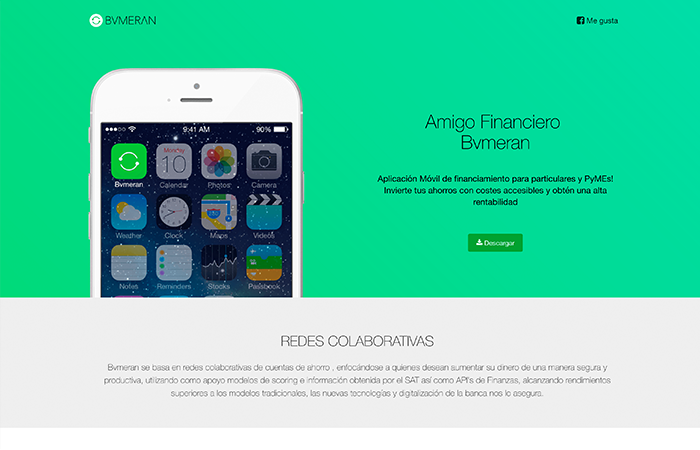 BVMERAN
Me gusta
9:41 AM
90%
Monday
10
Bvmeran
Calendar
Photos
Camera
Weather
Clock
Maps
Videos
Notes
Reminders
Stocks
Passbook
Amigo Financiero
Bvmeran
Aplicación Móvil de financiamiento para particulares y PyMEs!
Invierte tus ahorros con costes accesibles y obtén una alta
rentabilidad
Descargar
REDES COLABORATIVAS
Bvmeran se basa en redes colaborativas de cuentas de ahorro , enfocándose a quienes desean aumentar su dinero de una manera segura y
productiva, utilizando como apoyo modelos de scoring e información obtenida por el SAT así como API's de Finanzas, alcanzando rendimientos
superiores a los modelos tradicionales, las nuevas tecnologías y digitalización de la banca nos lo asegura.